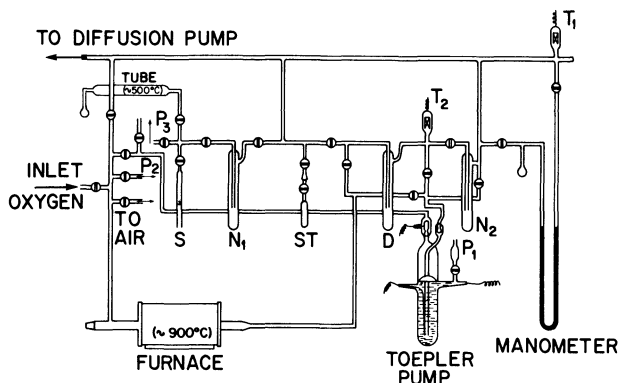 T₁
TO DIFFUSION PUMP
TUBE
(~500°C)
T₂
P₃
P₂
INLET
OXYGEN
TO
AIR
S
N₁
ST
D
N₂
P₁
(~ 900°C)
FURNACE
TOEPLER
PUMP
MANOMETER